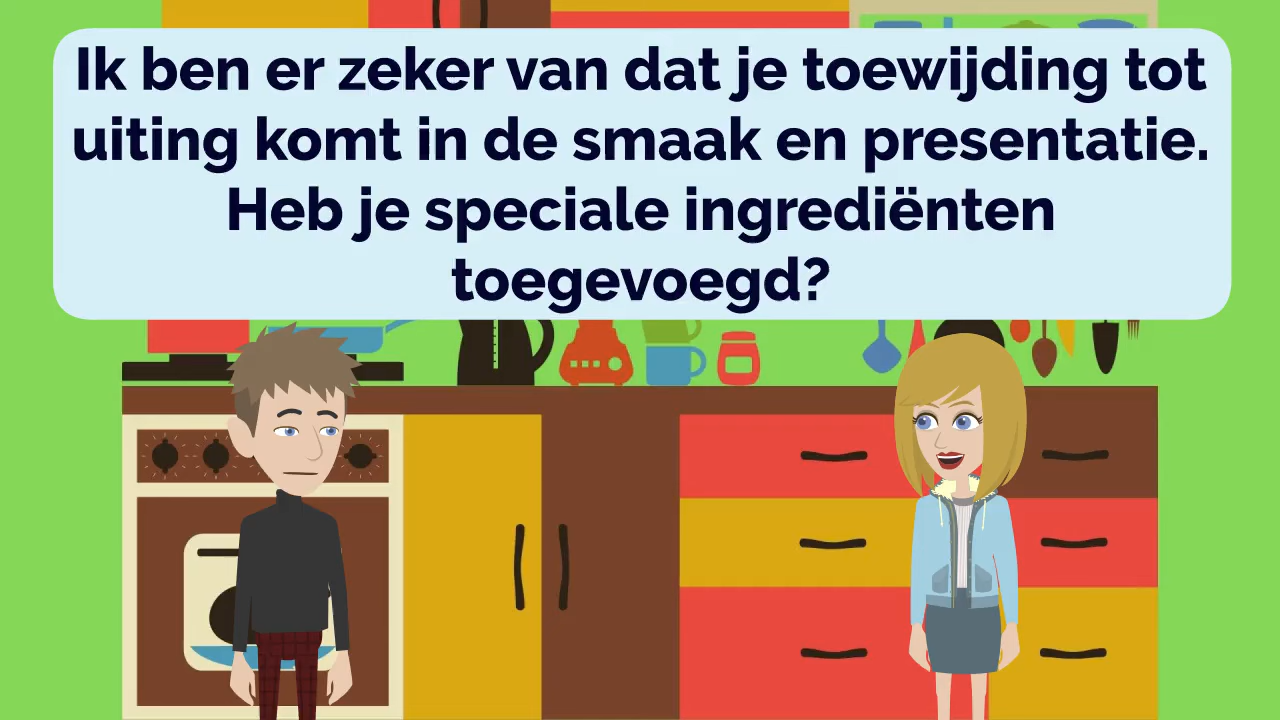 Ik ben er zeker van dat je toewijding tot
uiting komt in de smaak en presentatie.
Heb je speciale ingrediënten
toegevoegd?